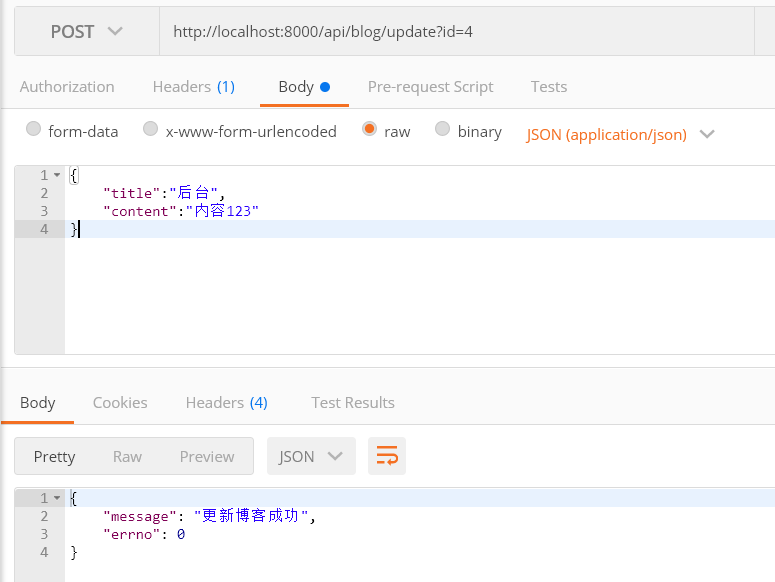 POST http://localhost:8000/api/blog/update?id=4
Authorization Headers (1) Body Pre-request Script Tests
form-data x-www-form-urlencoded raw binary JSON (application/json)
1 {
2 "title":"后台",
3 "content":"内容123"
4 }
Body Cookies Headers (4) Test Results
Pretty Raw Preview JSON
1 {
2 "message": "更新博客成功",
3 "errno": 0
4 }